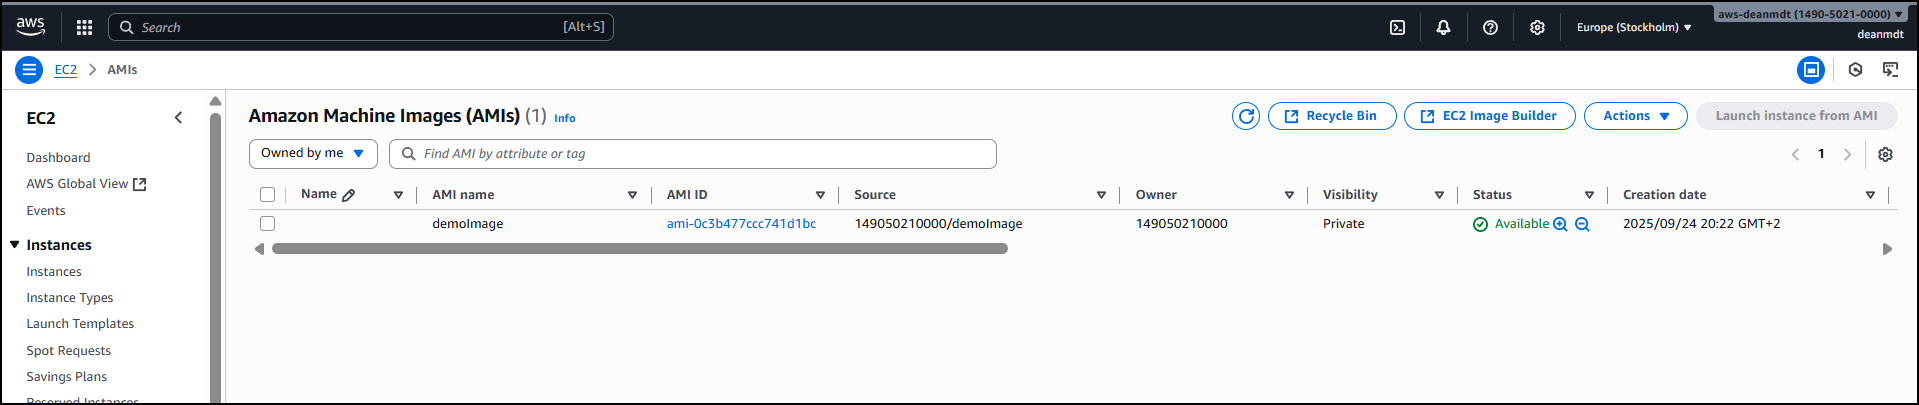 aws
Search [Alt+S]
Europe (Stockholm)
aws-deanmdt (1490-5021-0000)
deanmdt
EC2 AMIs
EC2
Dashboard
AWS Global View
Events
Instances
Instances
Instance Types
Launch Templates
Spot Requests
Savings Plans
Reserved Instances
Amazon Machine Images (AMIs) (1) Info
Recycle Bin
EC2 Image Builder
Actions
Launch instance from AMI
Owned by me
Find AMI by attribute or tag
1
Name AMI name AMI ID Source Owner Visibility Status Creation date
demoImage ami-0c3b477ccc741d1bc 149050210000/demoImage 149050210000 Private Available 2025/09/24 20:22 GMT+2